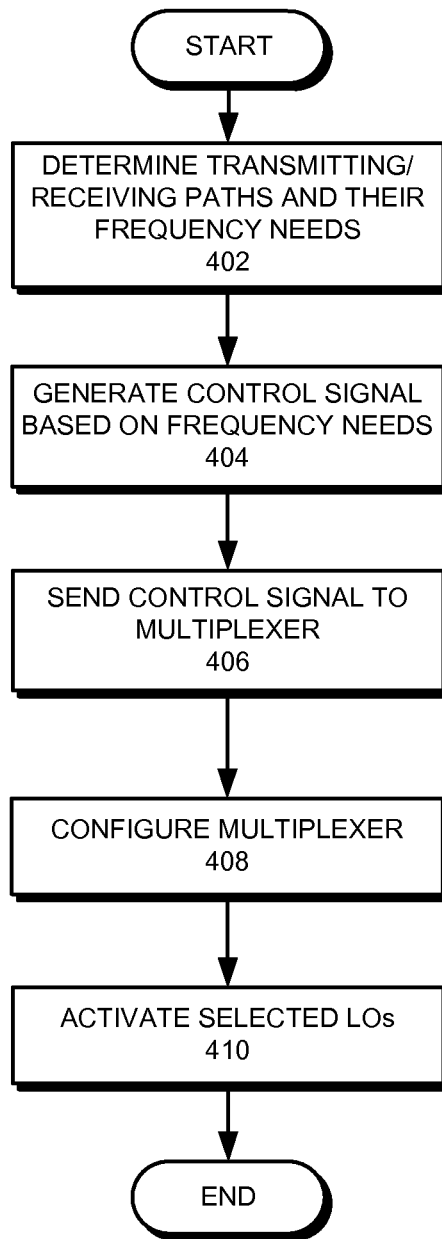 START
DETERMINE TRANSMITTING/
RECEIVING PATHS AND THEIR
FREQUENCY NEEDS
402
GENERATE CONTROL SIGNAL
BASED ON FREQUENCY NEEDS
404
SEND CONTROL SIGNAL TO
MULTIPLEXER
406
CONFIGURE MULTIPLEXER
408
ACTIVATE SELECTED LOs
410
END